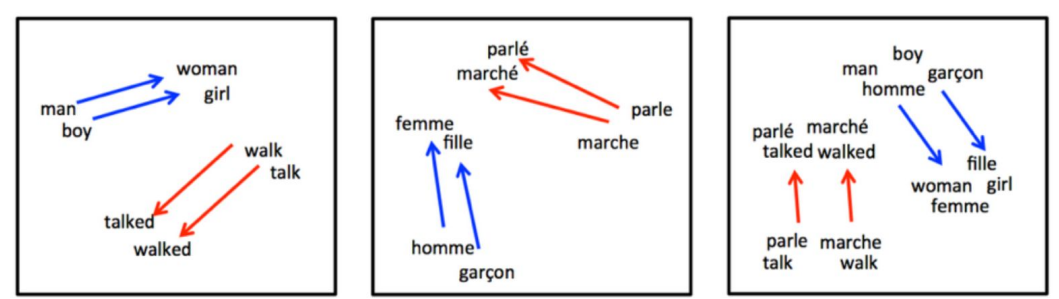 woman
girl
man
boy
walk
talk
talked
walked
parlé
marché
parle
marche
femme
fille
homme
garçon
boy
man
garçon
homme
parlé marché
talked walked
fille
woman girl
femme
parle marche
talk walk